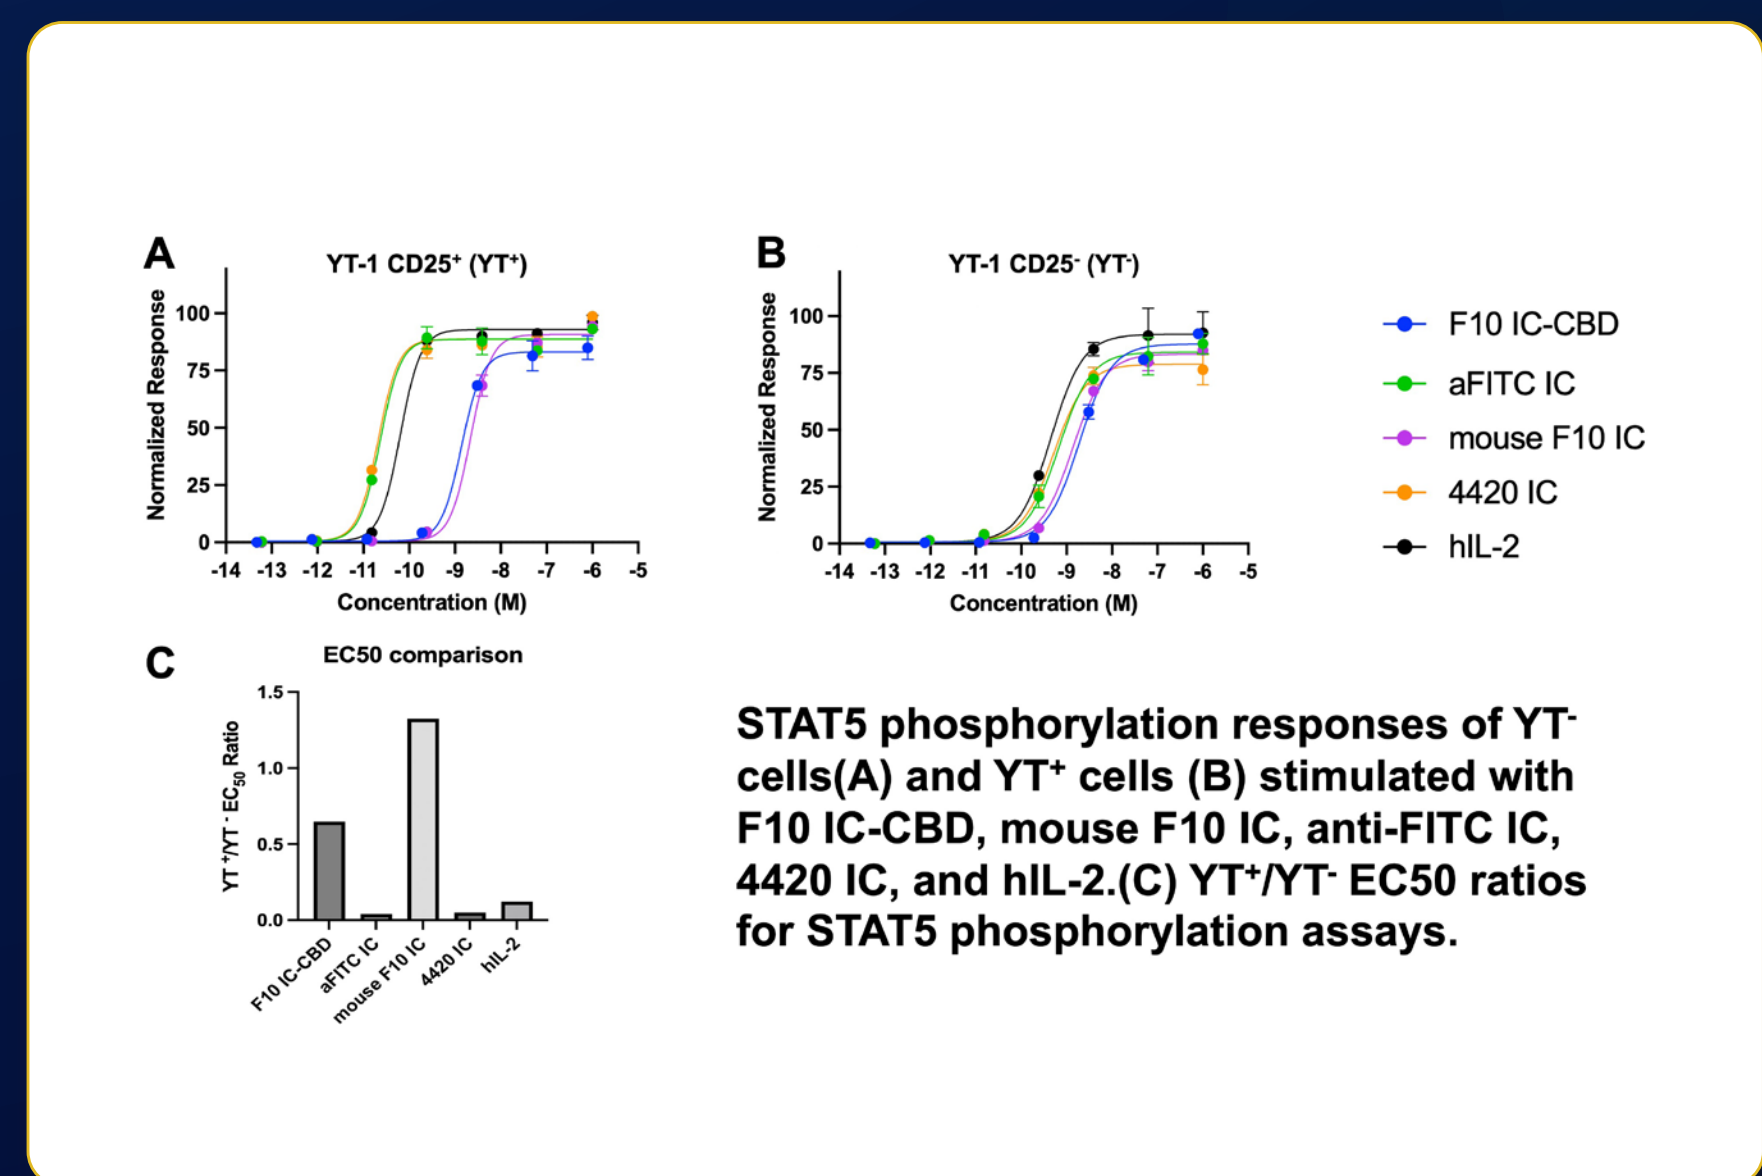 A
YT-1 CD25⁺ (YT⁺)
Normalized Response
100
75
50
25
0
-14 -13 -12 -11 -10 -9 -8 -7 -6 -5
Concentration (M)
B
YT-1 CD25⁻ (YT⁻)
Normalized Response
100
75
50
25
0
-14 -13 -12 -11 -10 -9 -8 -7 -6 -5
Concentration (M)
F10 IC-CBD
aFITC IC
mouse F10 IC
4420 IC
hIL-2
C
EC50 comparison
YT⁺/YT⁻ EC₅₀ Ratio
1.5
1.0
0.5
0.0
F10 IC-CBD
aFITC IC
mouse F10 IC
4420 IC
hIL-2
STAT5 phosphorylation responses of YT⁻
cells(A) and YT⁺ cells (B) stimulated with
F10 IC-CBD, mouse F10 IC, anti-FITC IC,
4420 IC, and hIL-2.(C) YT⁺/YT⁻ EC50 ratios
for STAT5 phosphorylation assays.